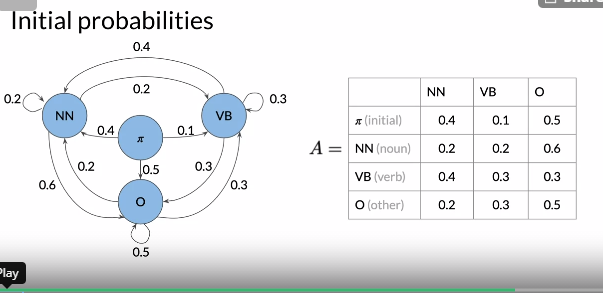 Initial probabilities
0.4
0.2
0.2
0.3
NN
VB
0.4
π
0.1
0.2
0.5
0.3
0.6
0.3
O
0.5
A =
NN VB O
π (initial) 0.4 0.1 0.5
NN (noun) 0.2 0.2 0.6
VB (verb) 0.4 0.3 0.3
O (other) 0.2 0.3 0.5
Play